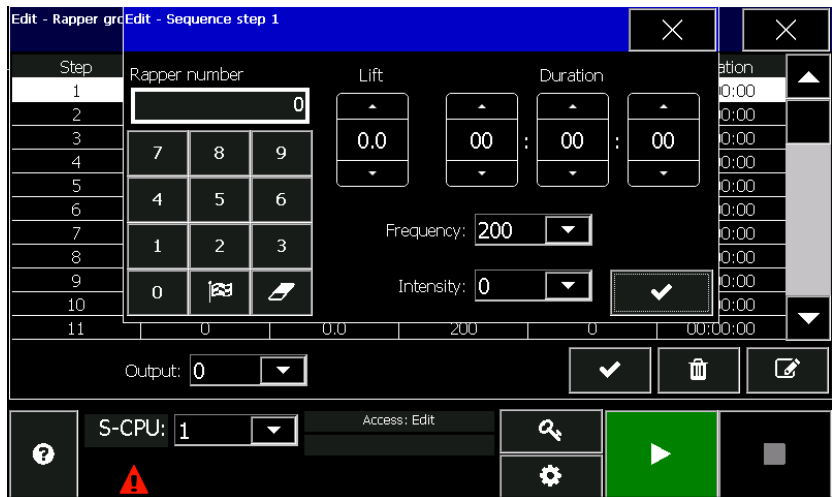 Edit - Rapper gro
Edit - Sequence step 1
Step
ation
Rapper number
Lift
Duration
0
0.0
00 : 00 : 00
7 8 9
4 5 6
1 2 3
0
Frequency: 200
Intensity: 0
1
0:00
2
0:00
3
0:00
4
0:00
5
0:00
6
0:00
7
0:00
8
0:00
9
0:00
10
0:00
11 0 0.0 200 0 00:00:00
Output: 0
S-CPU: 1
Access: Edit